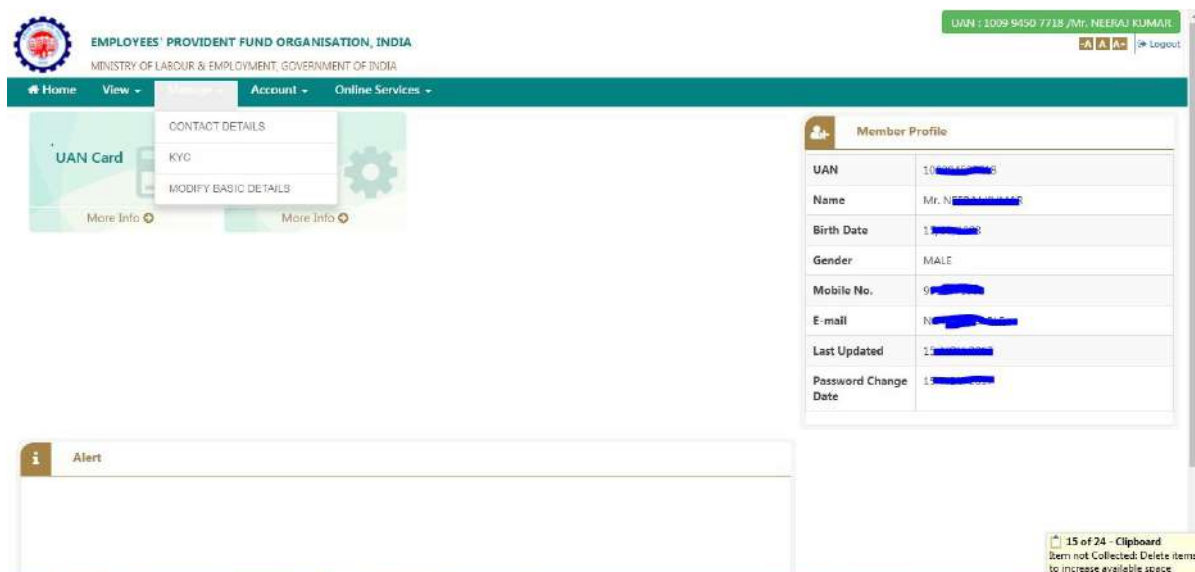 UAN : 1009 9450 7718 /Mr. NEERAJ KUMAR
EMPLOYEES' PROVIDENT FUND ORGANISATION, INDIA
MINISTRY OF LABOUR & EMPLOYMENT, GOVERNMENT OF INDIA
-A A A+ Logout
Home View Manage Account Online Services
CONTACT DETAILS
KYC
MODIFY BASIC DETAILS
UAN Card
More Info
More Info
Member Profile
UAN
Name Mr. N
Birth Date
Gender MALE
Mobile No. 9
E-mail N
Last Updated
Password Change
Date
i Alert
15 of 24 - Clipboard
Item not Collected: Delete items
to increase available space